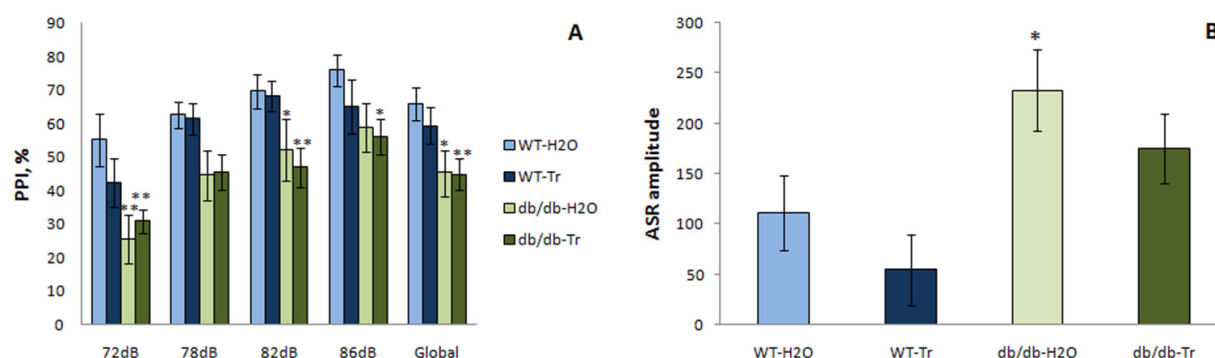 A
PPI, %
90
80
70
60
50
40
30
20
10
0
**
**
*
**
*
*
**
72dB 78dB 82dB 86dB Global
WT-H2O
WT-Tr
db/db-H2O
db/db-Tr
B
ASR amplitude
300
250
200
150
100
50
0
*
WT-H2O WT-Tr db/db-H2O db/db-Tr